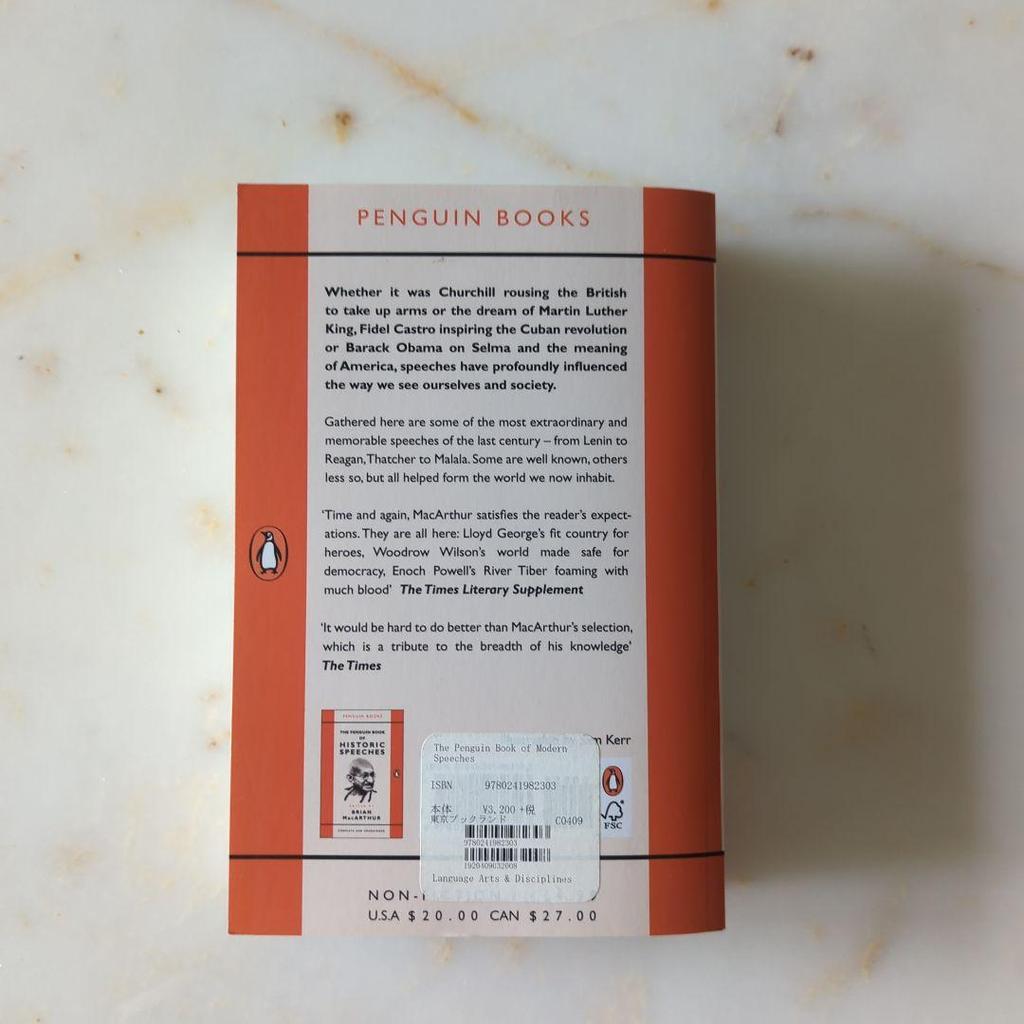 PENGUIN BOOKS
Whether it was Churchill rousing the British
to take up arms or the dream of Martin Luther
King, Fidel Castro inspiring the Cuban revolution
or Barack Obama on Selma and the meaning
of America, speeches have profoundly influenced
the way we see ourselves and society.
Gathered here are some of the most extraordinary and
memorable speeches of the last century – from Lenin to
Reagan, Thatcher to Malala. Some are well known, others
less so, but all helped form the world we now inhabit.
‘Time and again, MacArthur satisfies the reader’s expect-
ations. They are all here: Lloyd George’s fit country for
heroes, Woodrow Wilson’s world made safe for
democracy, Enoch Powell’s River Tiber foaming with
much blood’ The Times Literary Supplement
‘It would be hard to do better than MacArthur’s selection,
which is a tribute to the breadth of his knowledge’
The Times
PENGUIN BOOKS
THE PENGUIN BOOK
OF
HISTORIC
SPEECHES
EDITED BY
BRIAN
MACARTHUR
COMPLETE AND UNABRIDGED
Kerr
The Penguin Book of Modern
Speeches
ISBN 9780241982303
本体 ¥3,200 +税
東京ブックランド C0409
9780241982303
1920409032008
Language Arts & Disciplines
FSC
NON-
U.S.A $20.00 CAN $27.00